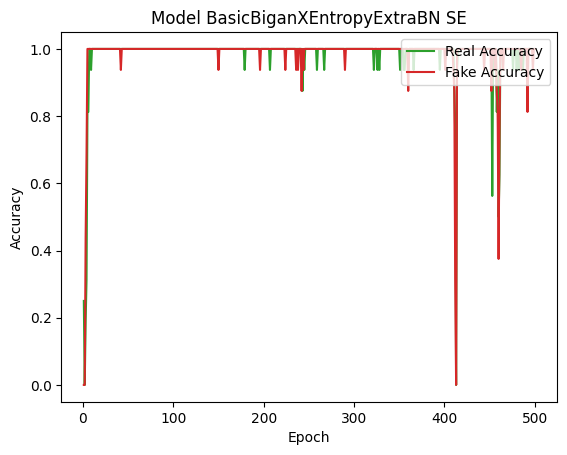 Model BasicBiganXEntropyExtraBN SE
Real Accuracy
Fake Accuracy
Accuracy
1.0
0.8
0.6
0.4
0.2
0.0
0
100
200
300
400
500
Epoch